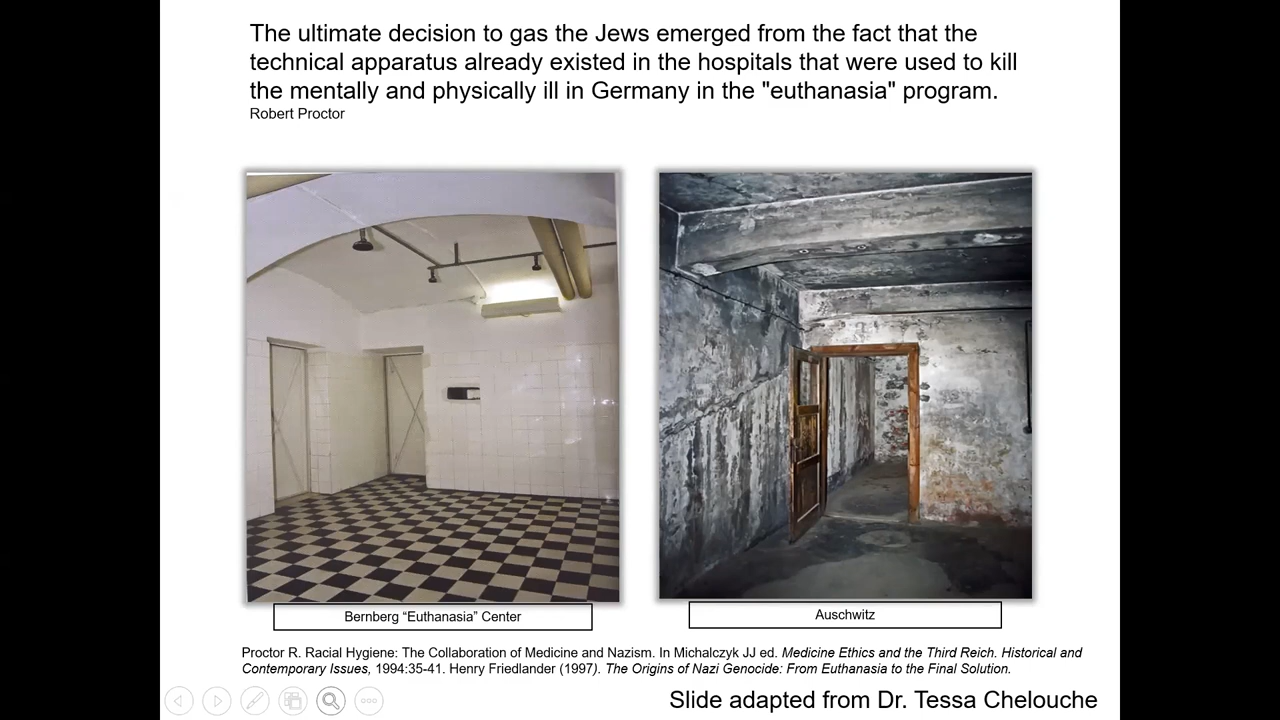 The ultimate decision to gas the Jews emerged from the fact that the
technical apparatus already existed in the hospitals that were used to kill
the mentally and physically ill in Germany in the "euthanasia" program.
Robert Proctor
Bernberg “Euthanasia” Center
Auschwitz
Proctor R. Racial Hygiene: The Collaboration of Medicine and Nazism. In Michalczyk JJ ed. Medicine Ethics and the Third Reich. Historical and
Contemporary Issues, 1994:35-41. Henry Friedlander (1997). The Origins of Nazi Genocide: From Euthanasia to the Final Solution.
Slide adapted from Dr. Tessa Chelouche